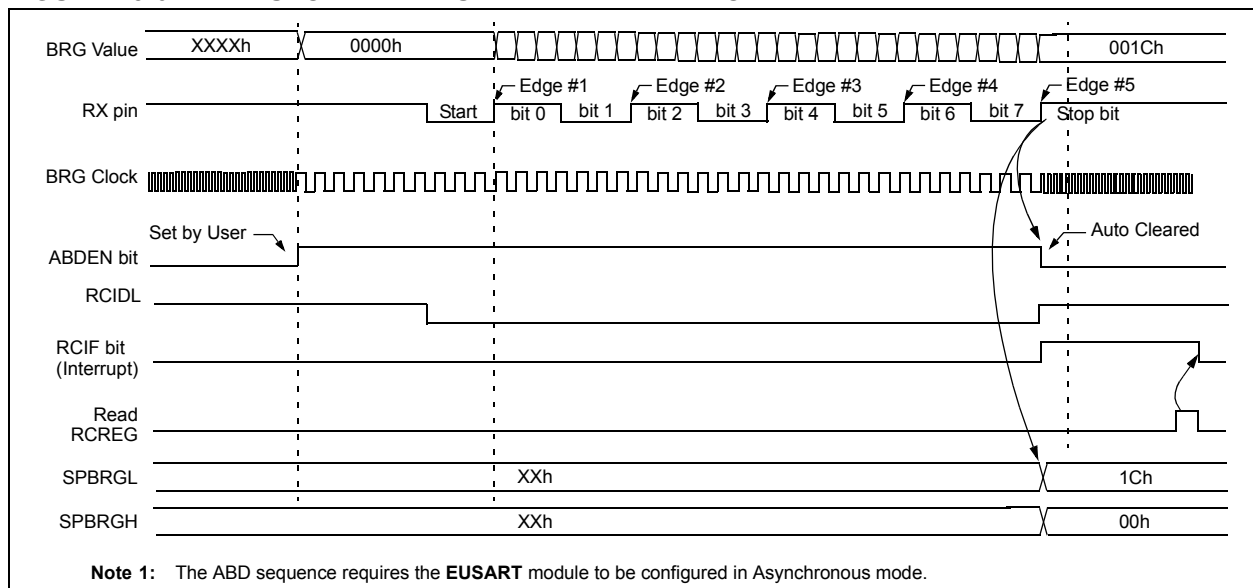 BRG Value XXXXh 0000h 001Ch
Edge #1 Edge #2 Edge #3 Edge #4 Edge #5
RX pin Start bit 0 bit 1 bit 2 bit 3 bit 4 bit 5 bit 6 bit 7 Stop bit
BRG Clock
Set by User Auto Cleared
ABDEN bit
RCIDL
RCIF bit
(Interrupt)
Read
RCREG
SPBRGL XXh 1Ch
SPBRGH XXh 00h
Note 1: The ABD sequence requires the EUSART module to be configured in Asynchronous mode.